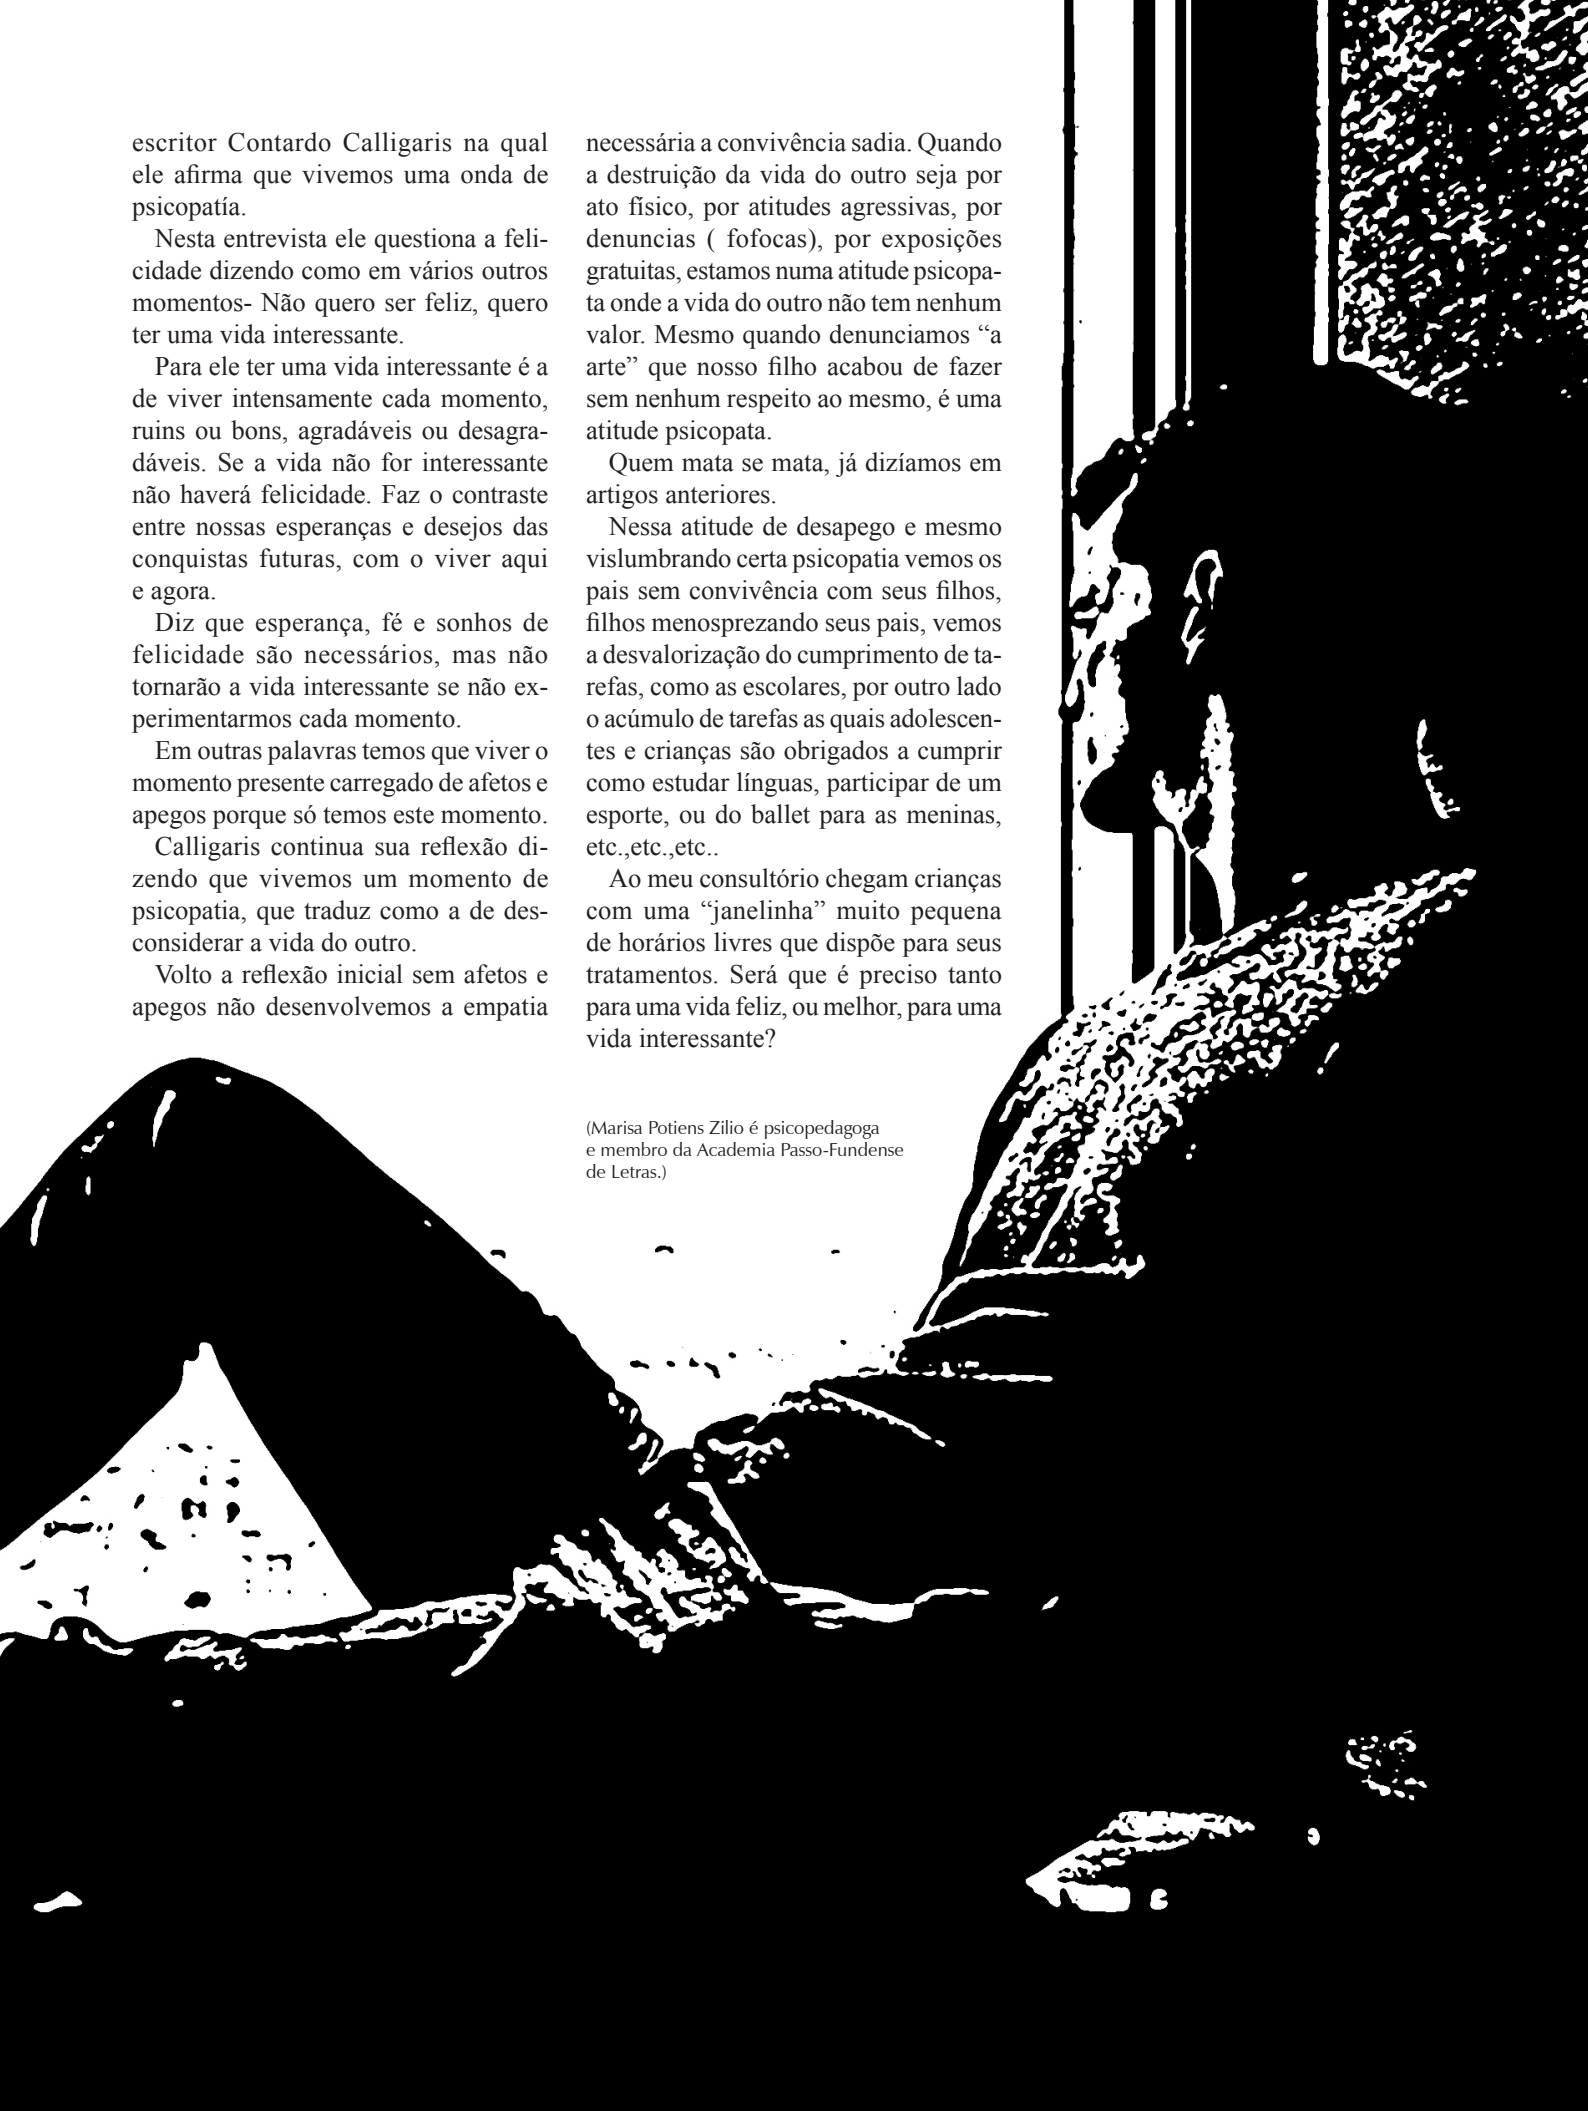 escritor Contardo Calligaris na qual
ele afirma que vivemos uma onda de
psicopatía.
Nesta entrevista ele questiona a feli-
cidade dizendo como em vários outros
momentos- Não quero ser feliz, quero
ter uma vida interessante.
Para ele ter uma vida interessante é a
de viver intensamente cada momento,
ruins ou bons, agradáveis ou desagra-
dáveis. Se a vida não for interessante
não haverá felicidade. Faz o contraste
entre nossas esperanças e desejos das
conquistas futuras, com o viver aqui
e agora.
Diz que esperança, fé e sonhos de
felicidade são necessários, mas não
tornarão a vida interessante se não ex-
perimentarmos cada momento.
Em outras palavras temos que viver o
momento presente carregado de afetos e
apegos porque só temos este momento.
Calligaris continua sua reflexão di-
zendo que vivemos um momento de
psicopatia, que traduz como a de des-
considerar a vida do outro.
Volto a reflexão inicial sem afetos e
apegos não desenvolvemos a empatia
necessária a convivência sadia. Quando
a destruição da vida do outro seja por
ato físico, por atitudes agressivas, por
denuncias ( fofocas), por exposições
gratuitas, estamos numa atitude psicopa-
ta onde a vida do outro não tem nenhum
valor. Mesmo quando denunciamos “a
arte” que nosso filho acabou de fazer
sem nenhum respeito ao mesmo, é uma
atitude psicopata.
Quem mata se mata, já dizíamos em
artigos anteriores.
Nessa atitude de desapego e mesmo
vislumbrando certa psicopatia vemos os
pais sem convivência com seus filhos,
filhos menosprezando seus pais, vemos
a desvalorização do cumprimento de ta-
refas, como as escolares, por outro lado
o acúmulo de tarefas as quais adolescen-
tes e crianças são obrigados a cumprir
como estudar línguas, participar de um
esporte, ou do ballet para as meninas,
etc.,etc.,etc..
Ao meu consultório chegam crianças
com uma “janelinha” muito pequena
de horários livres que dispõe para seus
tratamentos. Será que é preciso tanto
para uma vida feliz, ou melhor, para uma
vida interessante?
(Marisa Potiens Zilio é psicopedagoga
e membro da Academia Passo-Fundense
de Letras.)